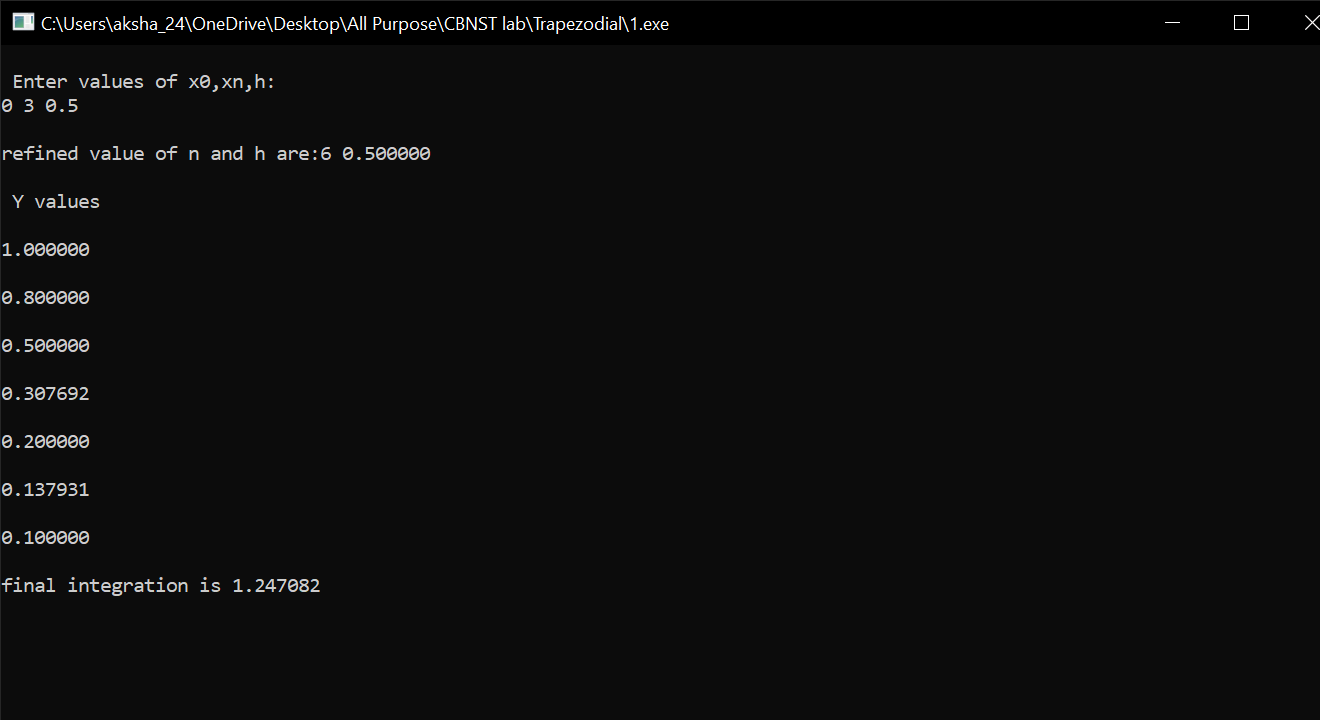 C:\Users\aksha_24\OneDrive\Desktop\All Purpose\CBNST lab\Trapezodial\1.exe
Enter values of x0,xn,h:
0 3 0.5
refined value of n and h are:6 0.500000
Y values
1.000000
0.800000
0.500000
0.307692
0.200000
0.137931
0.100000
final integration is 1.247082